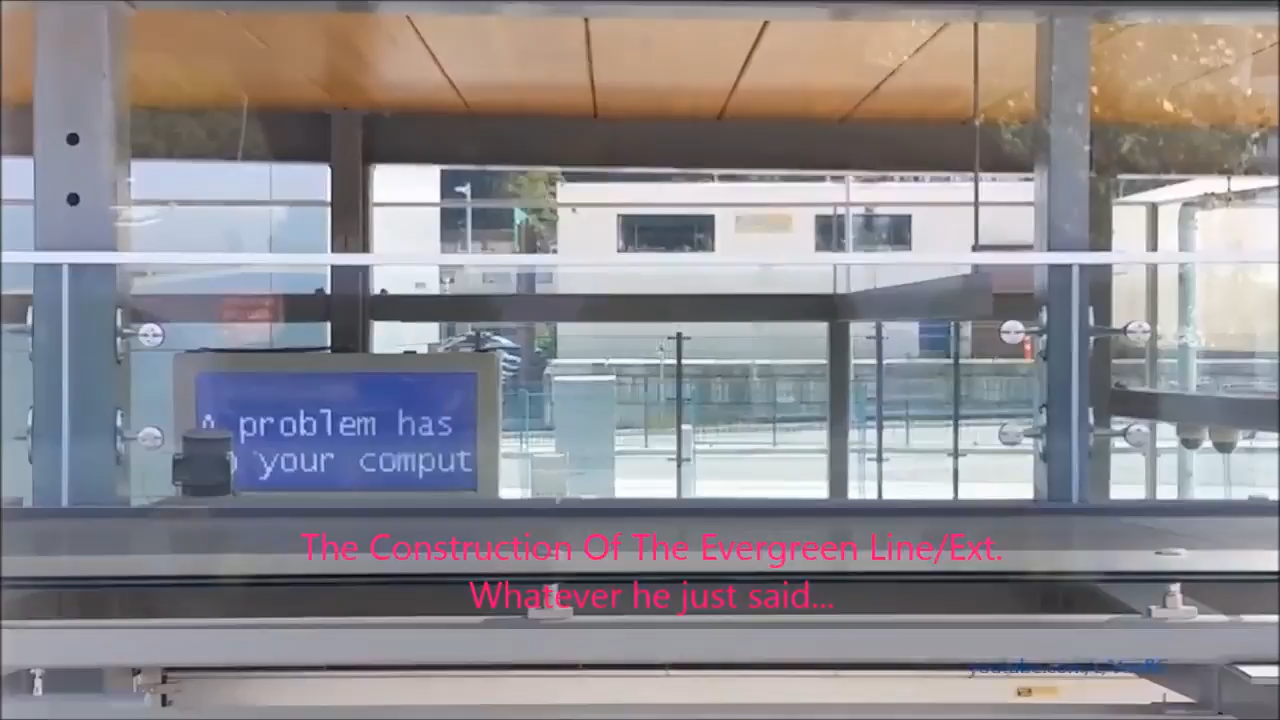 A problem has
your comput
The Construction Of The Evergreen Line/Ext.
Whatever he just said...